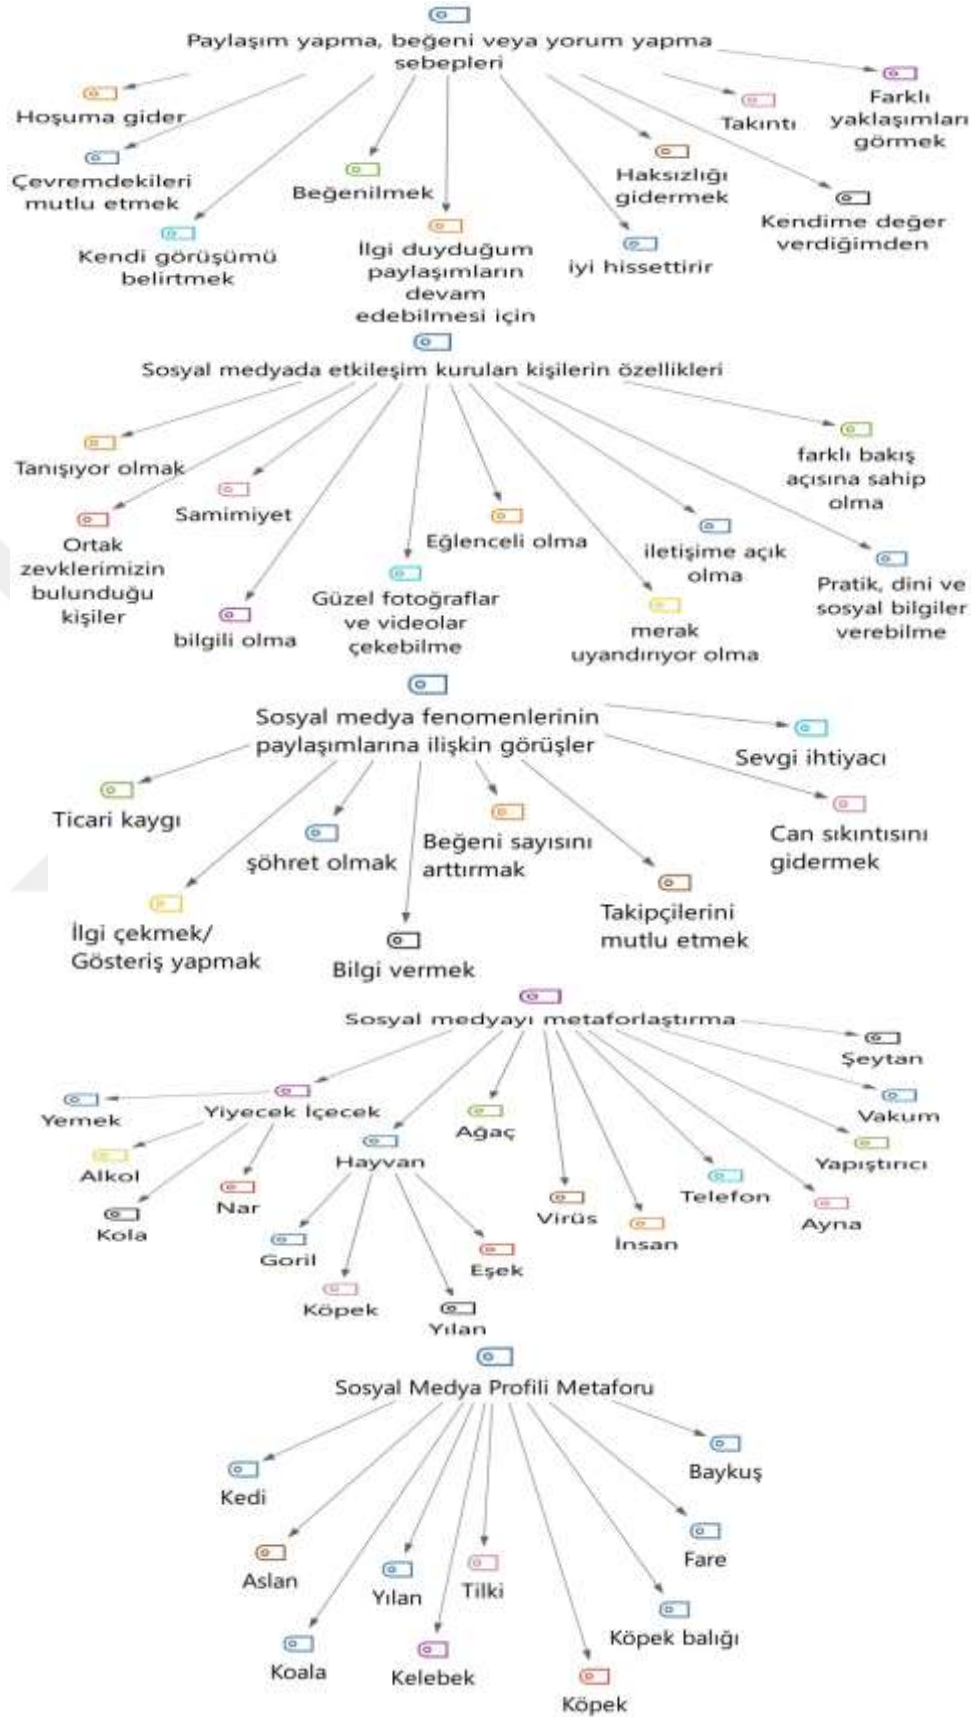 Paylaşım yapma, beğeni veya yorum yapma
sebepleri
Hoşuma gider
Çevremdekileri
mutlu etmek
Kendi görüşümü
belirtmek
Beğenilmek
İlgi duyduğum
paylaşımların
devam
edebilmesi için
iyi hissettirir
Haksızlığı
gidermek
Takıntı
Kendime değer
verdiğimden
Farklı
yaklaşımları
görmek
Sosyal medyada etkileşim kurulan kişilerin özellikleri
Tanışıyor olmak
Ortak
zevklerimizin
bulunduğu
kişiler
Samimiyet
bilgili olma
Güzel fotoğraflar
ve videolar
çekebilme
Eğlenceli olma
merak
uyandırıyor olma
iletişime açık
olma
Pratik, dini ve
sosyal bilgiler
verebilme
farklı bakış
açısına sahip
olma
Sosyal medya fenomenlerinin
paylaşımlarına ilişkin görüşler
Ticari kaygı
İlgi çekmek/
Gösteriş yapmak
şöhret olmak
Bilgi vermek
Beğeni sayısını
arttırmak
Takipçilerini
mutlu etmek
Can sıkıntısını
gidermek
Sevgi ihtiyacı
Sosyal medyayı metaforlaştırma
Yiyecek İçecek
Yemek
Alkol
Kola
Nar
Hayvan
Goril
Köpek
Yılan
Eşek
Ağaç
Virüs
İnsan
Telefon
Ayna
Yapıştırıcı
Vakum
Şeytan
Sosyal Medya Profili Metaforu
Kedi
Aslan
Koala
Yılan
Kelebek
Tilki
Köpek
Köpek balığı
Fare
Baykuş